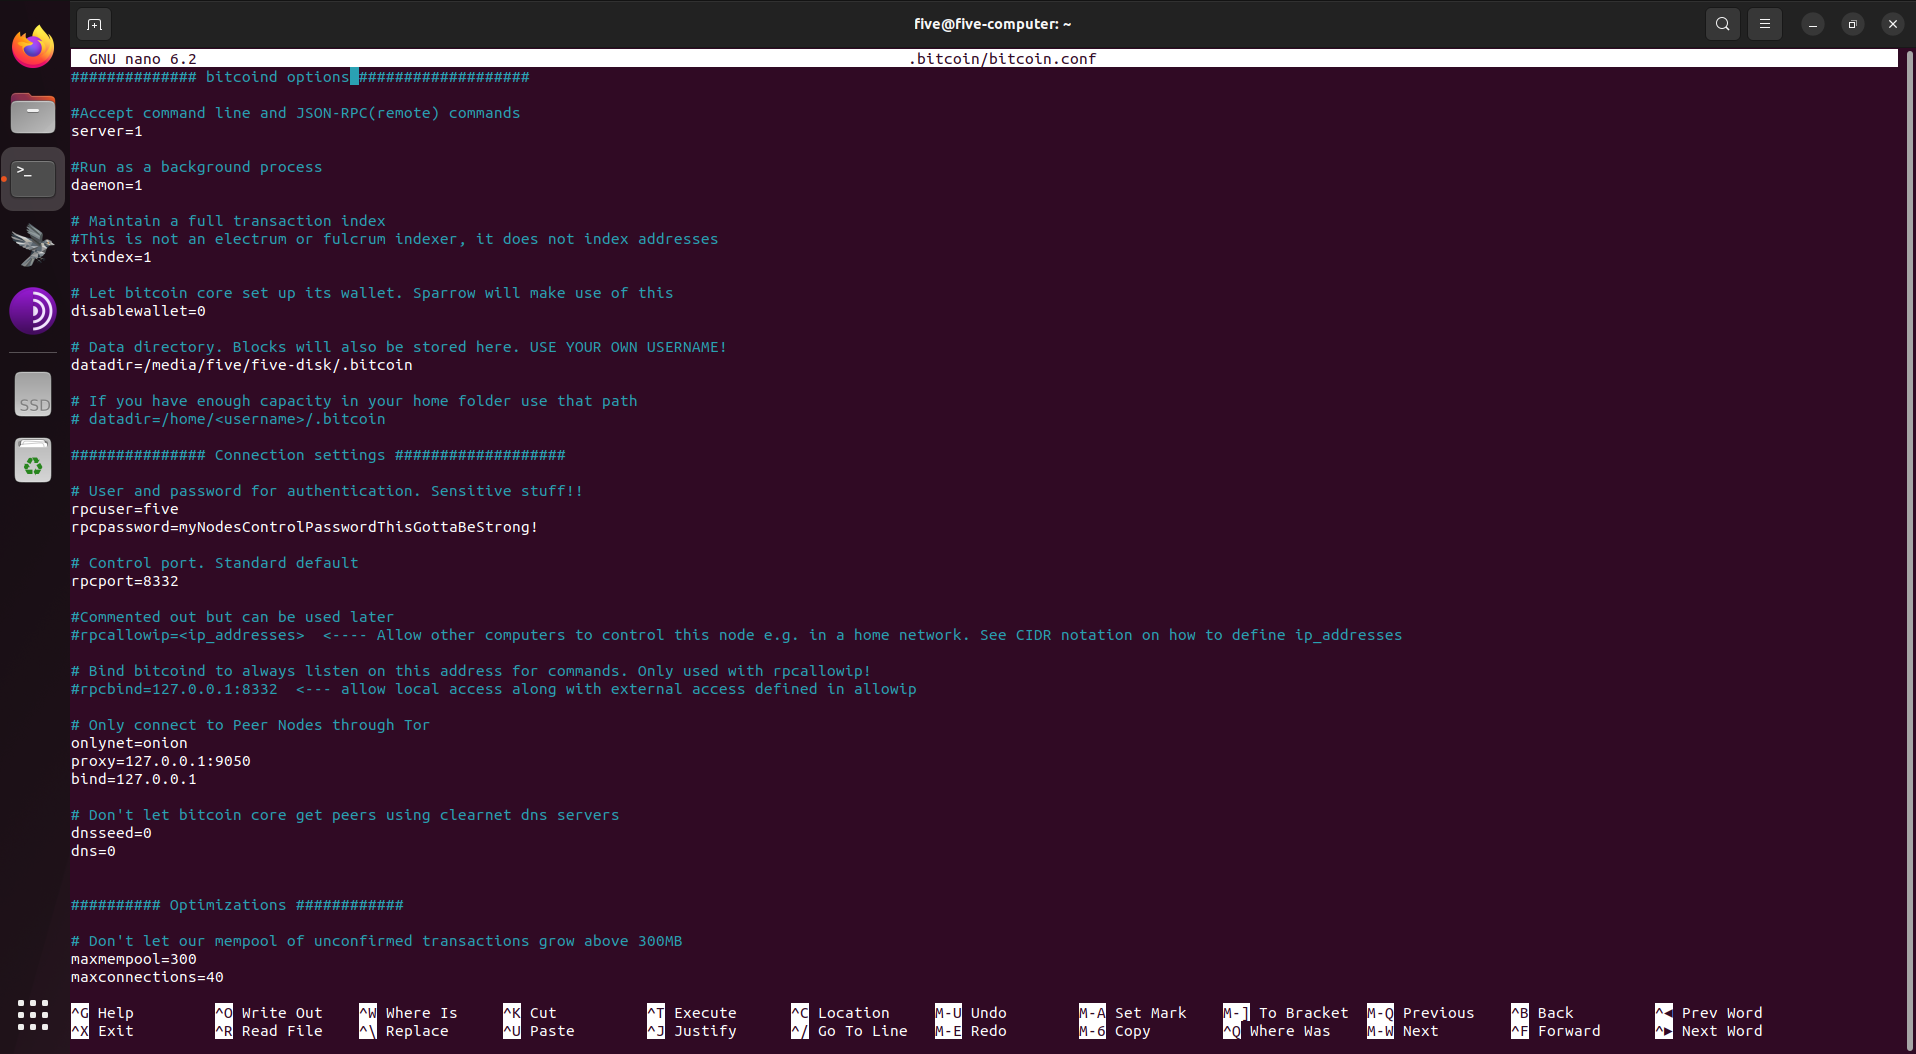 five@five-computer: ~
GNU nano 6.2 .bitcoin/bitcoin.conf
############## bitcoind options ###################
#Accept command line and JSON-RPC(remote) commands
server=1
#Run as a background process
daemon=1
# Maintain a full transaction index
#This is not an electrum or fulcrum indexer, it does not index addresses
txindex=1
# Let bitcoin core set up its wallet. Sparrow will make use of this
disablewallet=0
# Data directory. Blocks will also be stored here. USE YOUR OWN USERNAME!
datadir=/media/five/five-disk/.bitcoin
# If you have enough capacity in your home folder use that path
# datadir=/home/<username>/.bitcoin
############### Connection settings ###################
# User and password for authentication. Sensitive stuff!!
rpcuser=five
rpcpassword=myNodesControlPasswordThisGottaBeStrong!
# Control port. Standard default
rpcport=8332
#Commented out but can be used later
#rpcallowip=<ip_addresses>  <---- Allow other computers to control this node e.g. in a home network. See CIDR notation on how to define ip_addresses
# Bind bitcoind to always listen on this address for commands. Only used with rpcallowip!
#rpcbind=127.0.0.1:8332  <--- allow local access along with external access defined in allowip
# Only connect to Peer Nodes through Tor
onlynet=onion
proxy=127.0.0.1:9050
bind=127.0.0.1
# Don't let bitcoin core get peers using clearnet dns servers
dnsseed=0
dns=0
########## Optimizations ############
# Don't let our mempool of unconfirmed transactions grow above 300MB
maxmempool=300
maxconnections=40
^G Help ^O Write Out ^W Where Is ^K Cut ^T Execute ^C Location M-U Undo M-A Set Mark M-] To Bracket M-Q Previous ^B Back ^◄ Prev Word
^X Exit ^R Read File ^\ Replace ^U Paste ^J Justify ^/ Go To Line M-E Redo M-6 Copy ^Q Where Was M-W Next ^F Forward ^► Next Word
SSD